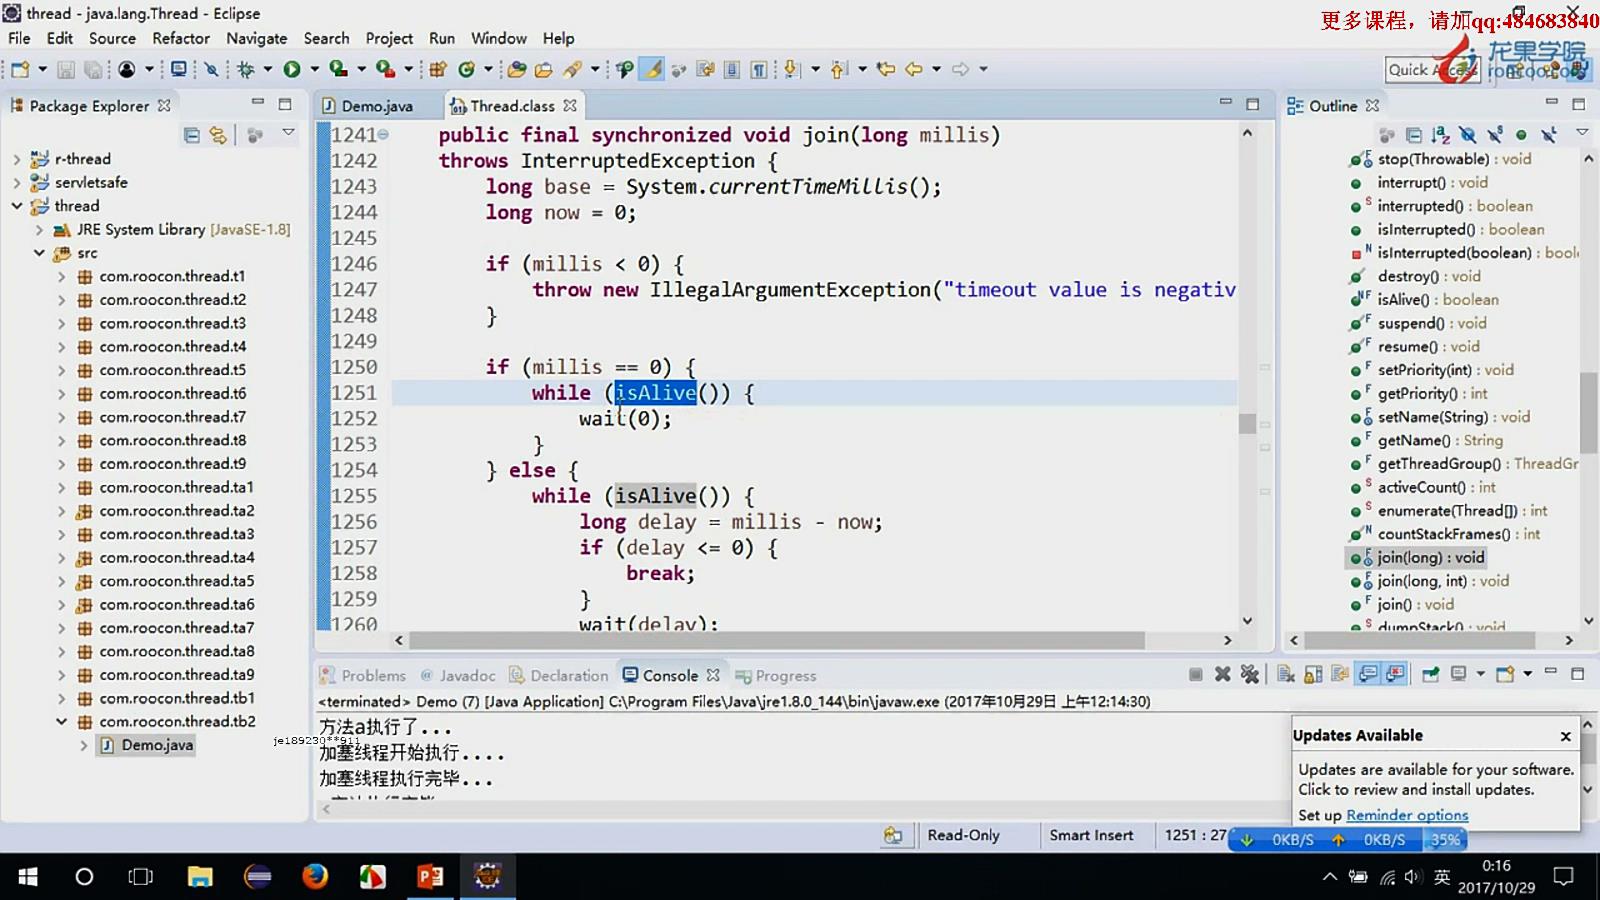 thread - java.lang.Thread - Eclipse
更多课程，请加qq:484683840
File Edit Source Refactor Navigate Search Project Run Window Help
龙果学院
Quick Access
Package Explorer
r-thread
servletsafe
thread
JRE System Library [JavaSE-1.8]
src
com.roocon.thread.t1
com.roocon.thread.t2
com.roocon.thread.t3
com.roocon.thread.t4
com.roocon.thread.t5
com.roocon.thread.t6
com.roocon.thread.t7
com.roocon.thread.t8
com.roocon.thread.t9
com.roocon.thread.ta1
com.roocon.thread.ta2
com.roocon.thread.ta3
com.roocon.thread.ta4
com.roocon.thread.ta5
com.roocon.thread.ta6
com.roocon.thread.ta7
com.roocon.thread.ta8
com.roocon.thread.ta9
com.roocon.thread.tb1
com.roocon.thread.tb2
Demo.java
je189230**911
Demo.java Thread.class
1241 public final synchronized void join(long millis)
1242 throws InterruptedException {
1243 long base = System.currentTimeMillis();
1244 long now = 0;
1245
1246 if (millis < 0) {
1247 throw new IllegalArgumentException("timeout value is negativ
1248 }
1249
1250 if (millis == 0) {
1251 while (isAlive()) {
1252 wait(0);
1253 }
1254 } else {
1255 while (isAlive()) {
1256 long delay = millis - now;
1257 if (delay <= 0) {
1258 break;
1259 }
1260 wait(delay);
Outline
stop(Throwable) : void
interrupt() : void
interrupted() : boolean
isInterrupted() : boolean
isInterrupted(boolean) : bool
destroy() : void
isAlive() : boolean
suspend() : void
resume() : void
setPriority(int) : void
getPriority() : int
setName(String) : void
getName() : String
getThreadGroup() : ThreadGr
activeCount() : int
enumerate(Thread[]) : int
countStackFrames() : int
join(long) : void
join(long, int) : void
join() : void
dumpStack() : void
Problems Javadoc Declaration Console Progress
<terminated> Demo (7) [Java Application] C:\Program Files\Java\jre1.8.0_144\bin\javaw.exe (2017年10月29日 上午12:14:30)
方法a执行了...
加塞线程开始执行....
加塞线程执行完毕...
Updates Available
Updates are available for your software.
Click to review and install updates.
Set up Reminder options
Read-Only Smart Insert 1251 : 27
0KB/S 0KB/S 35%
英
0:16
2017/10/29